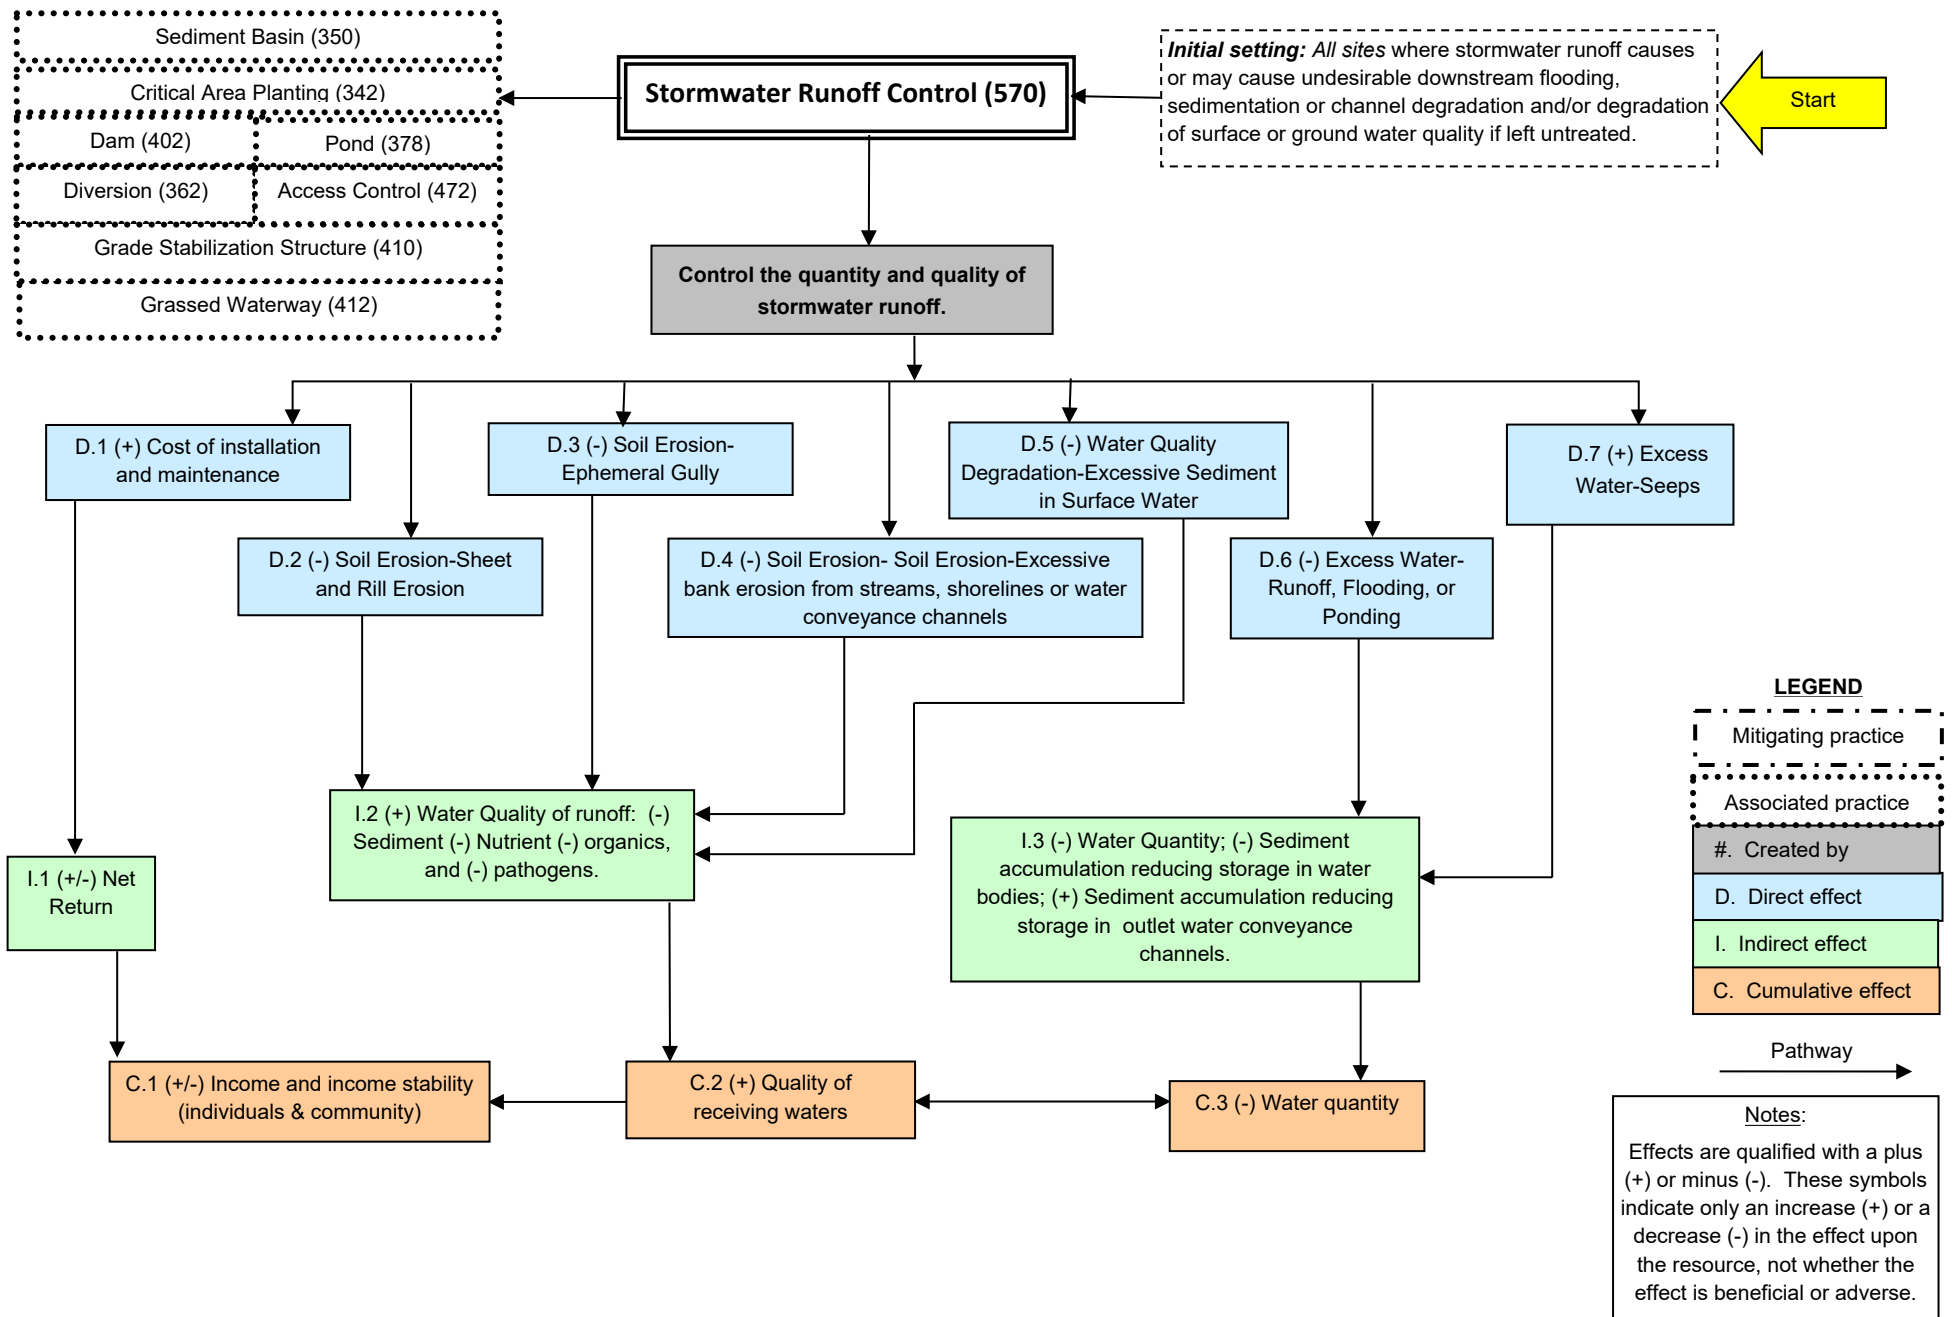 Sediment Basin (350)
Critical Area Planting (342)
Dam (402)
Pond (378)
Diversion (362)
Access Control (472)
Grade Stabilization Structure (410)
Grassed Waterway (412)
Stormwater Runoff Control (570)
Initial setting: All sites where stormwater runoff causes
or may cause undesirable downstream flooding,
sedimentation or channel degradation and/or degradation
of surface or ground water quality if left untreated.
Start
Control the quantity and quality of
stormwater runoff.
D.1 (+) Cost of installation
and maintenance
D.2 (-) Soil Erosion-Sheet
and Rill Erosion
D.3 (-) Soil Erosion-
Ephemeral Gully
D.4 (-) Soil Erosion- Soil Erosion-Excessive
bank erosion from streams, shorelines or water
conveyance channels
D.5 (-) Water Quality
Degradation-Excessive Sediment
in Surface Water
D.6 (-) Excess Water-
Runoff, Flooding, or
Ponding
D.7 (+) Excess
Water-Seeps
I.1 (+/-) Net
Return
I.2 (+) Water Quality of runoff: (-)
Sediment (-) Nutrient (-) organics,
and (-) pathogens.
I.3 (-) Water Quantity; (-) Sediment
accumulation reducing storage in water
bodies; (+) Sediment accumulation reducing
storage in outlet water conveyance
channels.
C.1 (+/-) Income and income stability
(individuals & community)
C.2 (+) Quality of
receiving waters
C.3 (-) Water quantity
LEGEND
Mitigating practice
Associated practice
#. Created by
D. Direct effect
I. Indirect effect
C. Cumulative effect
Pathway
Notes:
Effects are qualified with a plus
(+) or minus (-). These symbols
indicate only an increase (+) or a
decrease (-) in the effect upon
the resource, not whether the
effect is beneficial or adverse.